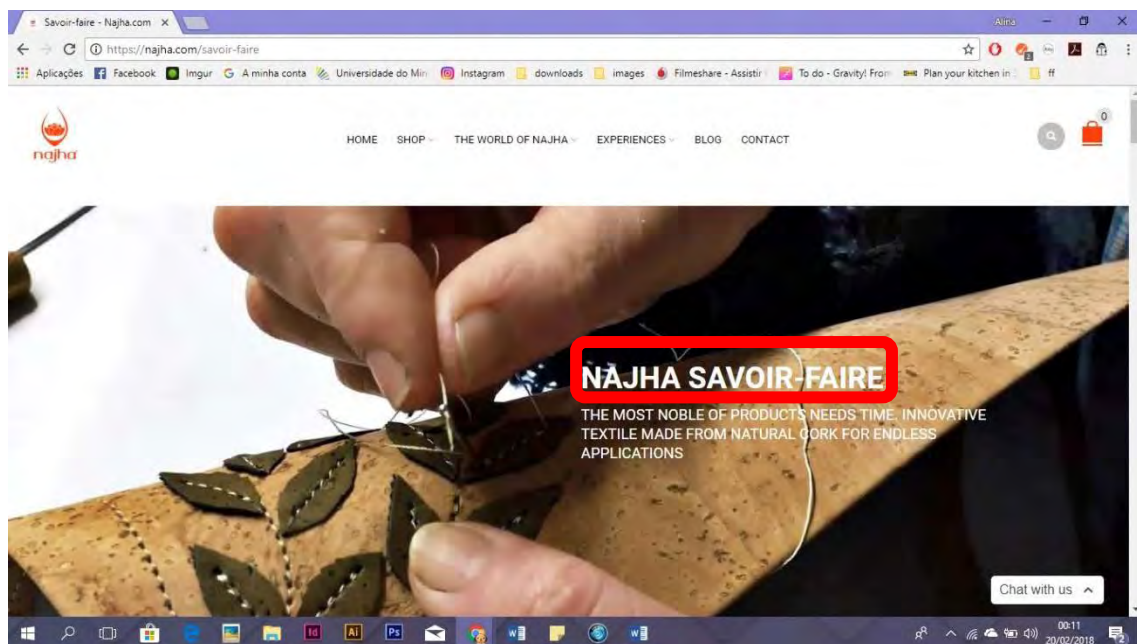 Savoir-faire - Najha.com
Alina
https://najha.com/savoir-faire
Aplicações Facebook Imgur A minha conta Universidade do Min Instagram downloads images Filmeshare - Assistir To do - Gravity! From Plan your kitchen in ff
najha
HOME SHOP THE WORLD OF NAJHA EXPERIENCES BLOG CONTACT
0
NAJHA SAVOIR-FAIRE
THE MOST NOBLE OF PRODUCTS NEEDS TIME. INNOVATIVE
TEXTILE MADE FROM NATURAL CORK FOR ENDLESS
APPLICATIONS
Chat with us
Id Ai Ps
00:11
20/02/2018